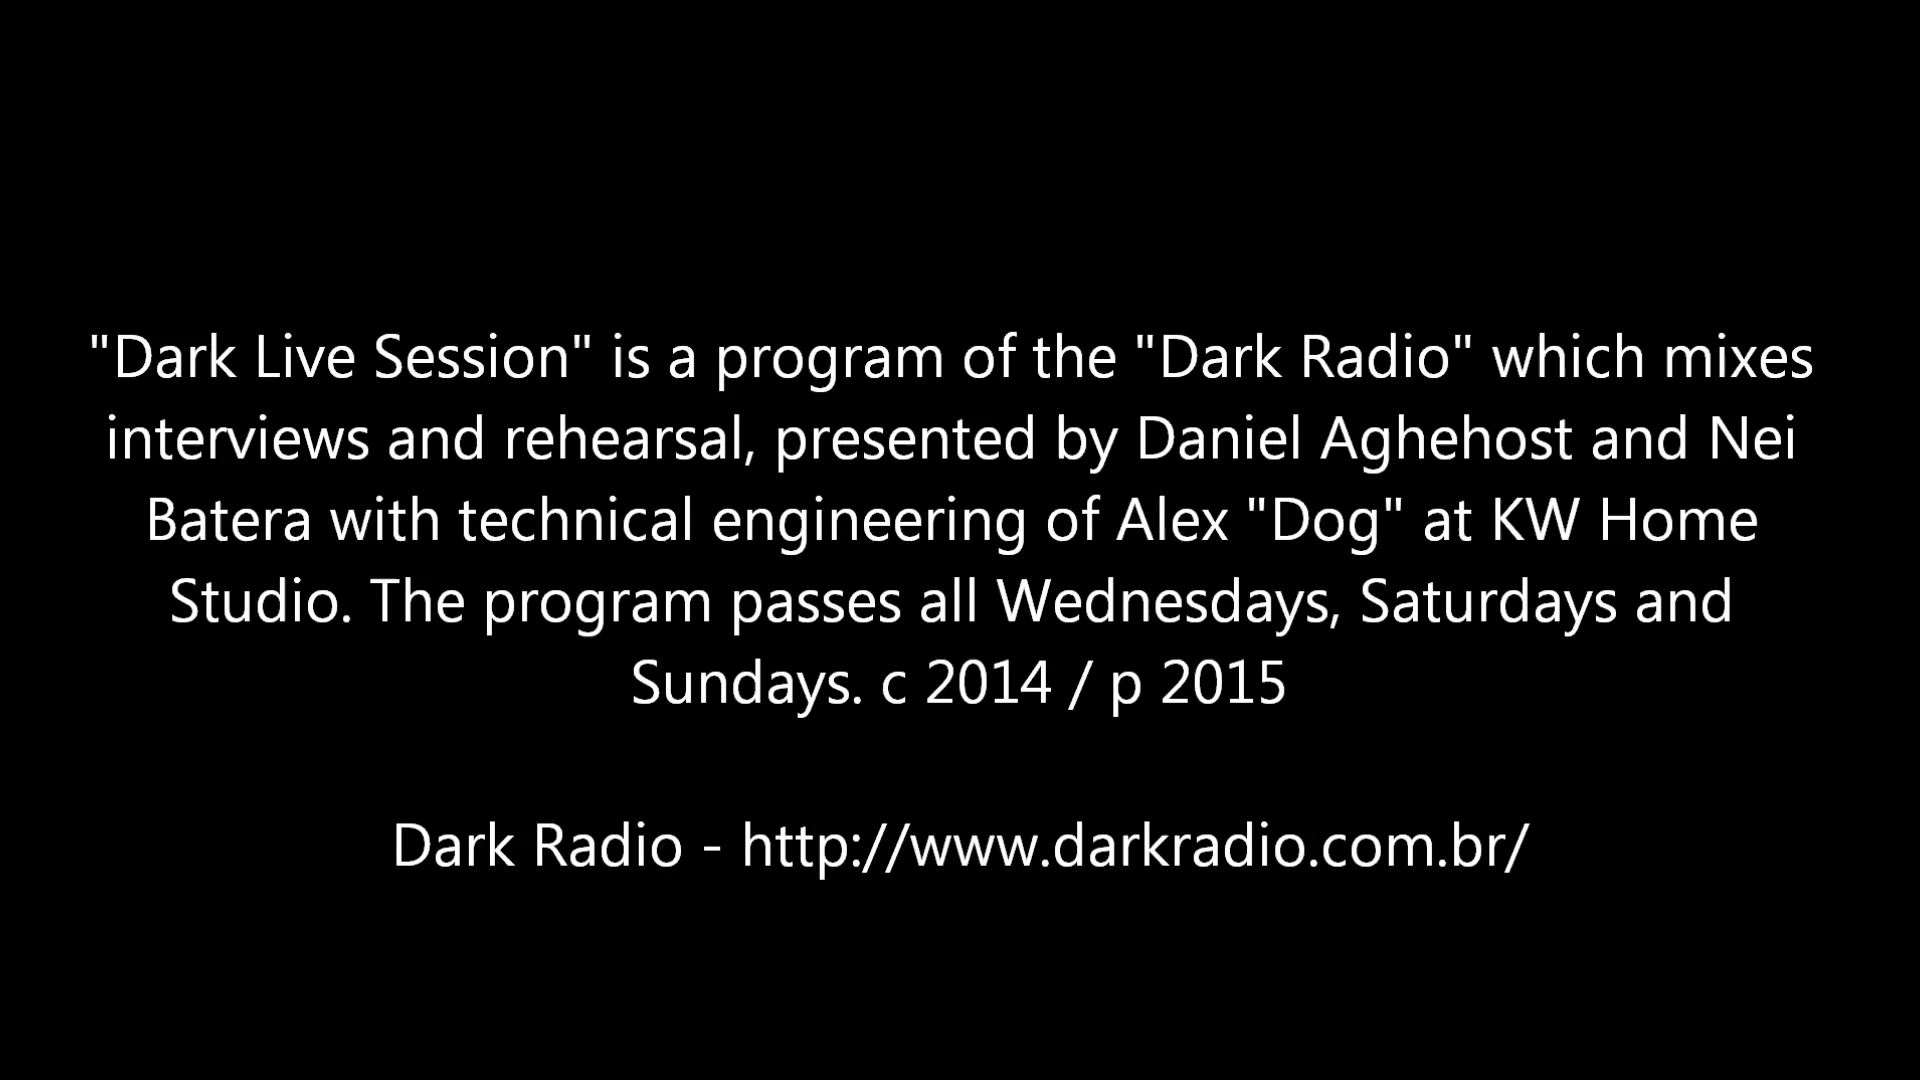 "Dark Live Session" is a program of the "Dark Radio" which mixes
interviews and rehearsal, presented by Daniel Aghehost and Nei
Batera with technical engineering of Alex "Dog" at KW Home
Studio. The program passes all Wednesdays, Saturdays and
Sundays. c 2014 / p 2015
Dark Radio - http://www.darkradio.com.br/